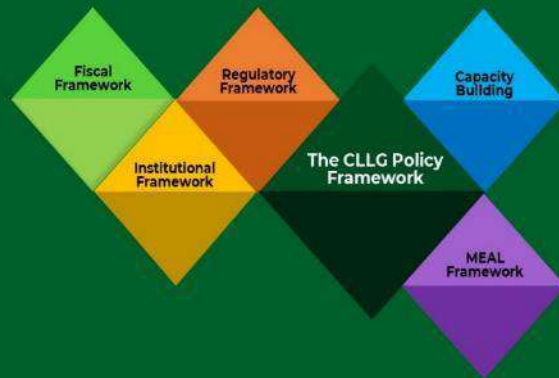 Fiscal
Framework
Regulatory
Framework
Capacity
Building
Institutional
Framework
The CLLG Policy
Framework
MEAL
Framework